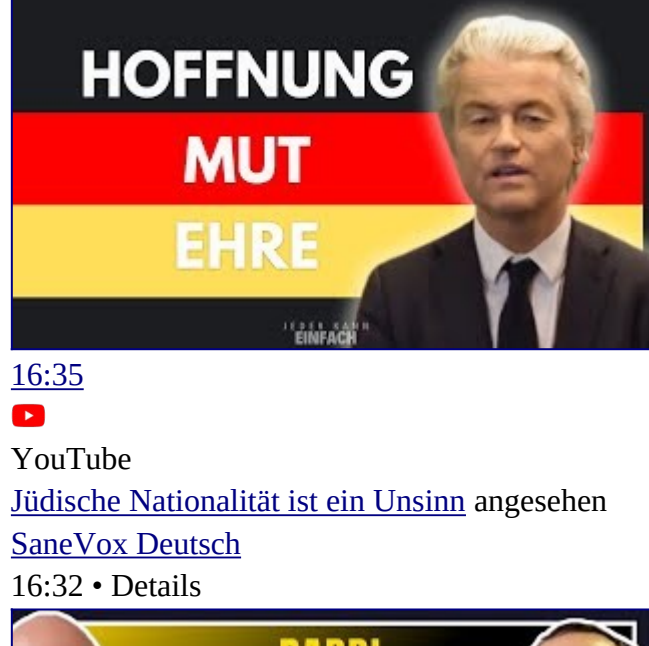 HOFFNUNG
MUT
EHRE
JEDER KANN
EINFACH
16:35
YouTube
Jüdische Nationalität ist ein Unsinn angesehen
SaneVox Deutsch
16:32 • Details